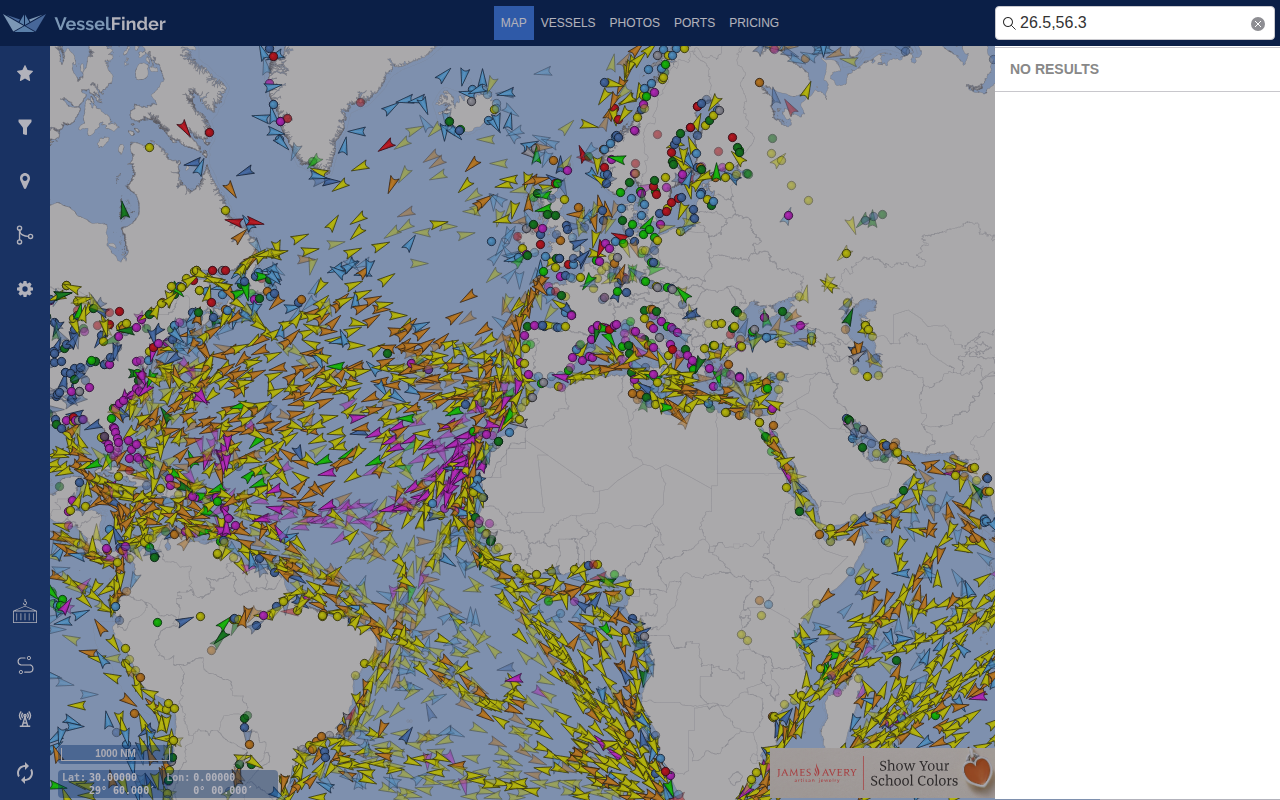 VesselFinder
MAP VESSELS PHOTOS PORTS PRICING
26.5,56.3
NO RESULTS
1000 NM
Lat: 30.00000 Lon: 0.00000
29° 60.000' 0° 00.000'
JAMES AVERY
artisan jewelry
Show Your
School Colors